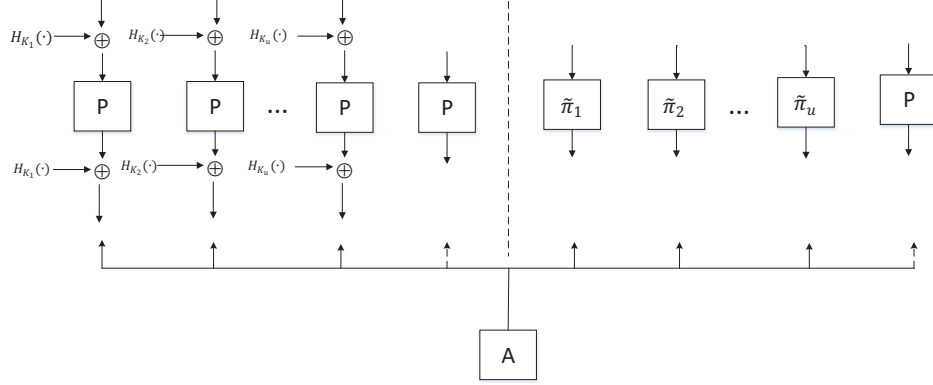 H_{K_1}(·) ⊕ H_{K_2}(·) ⊕ H_{K_u}(·) ⊕
P P ... P P π̃_1 π̃_2 ... π̃_u P
H_{K_1}(·) ⊕ H_{K_2}(·) ⊕ H_{K_u}(·) ⊕
A